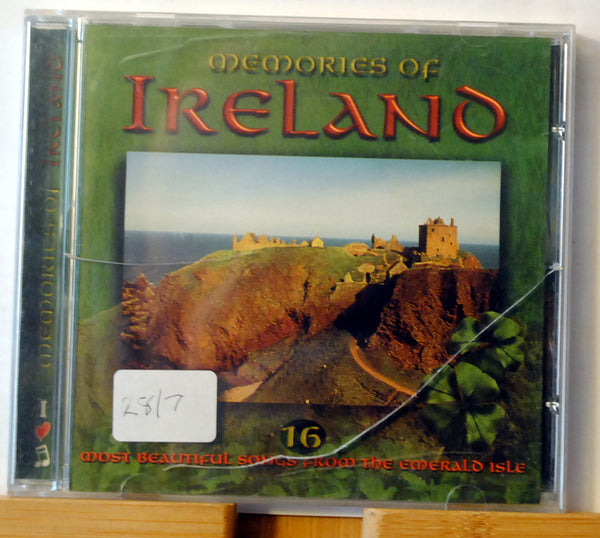 MEMORIES OF
IRELAND
16
MOST BEAUTIFUL SONGS FROM THE EMERALD ISLE
28/7
MEMORIES OF IRELAND
I